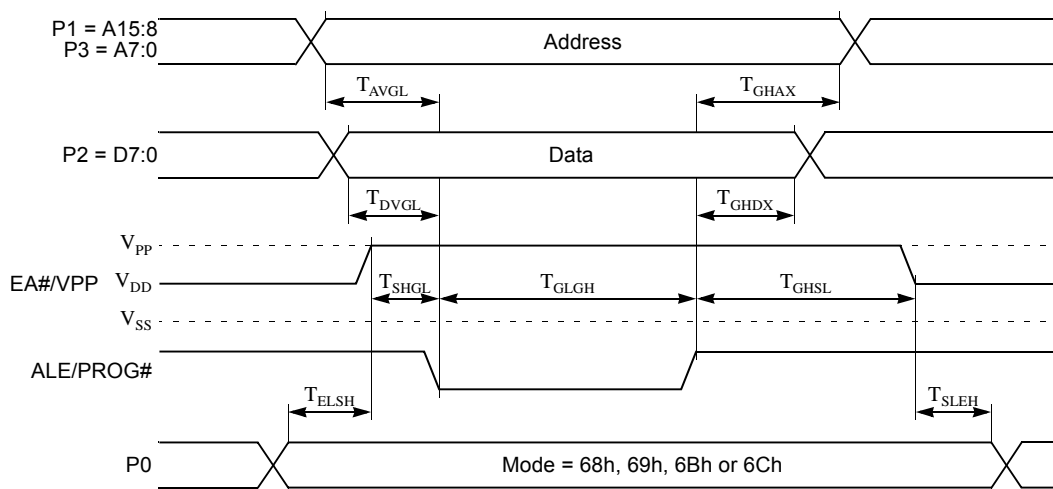 P1 = A15:8
P3 = A7:0
Address
TAVGL
TGHAX
P2 = D7:0
Data
TDVGL
TGHDX
VPP
EA#/VPP
VDD
TSHGL
TGLGH
TGHSL
VSS
ALE/PROG#
TELSH
TSLEH
P0
Mode = 68h, 69h, 6Bh or 6Ch